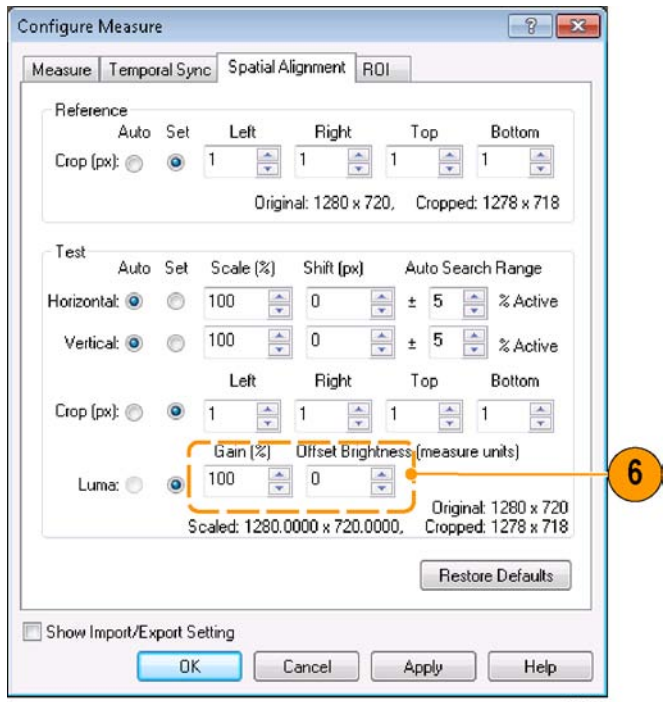 Configure Measure
Measure Temporal Sync Spatial Alignment ROI
Reference
Auto Set Left Right Top Bottom
Crop (px): 1 1 1 1
Original: 1280 x 720, Cropped: 1278 x 718
Test
Auto Set Scale (%) Shift (px) Auto Search Range
Horizontal: 100 0 ± 5 % Active
Vertical: 100 0 ± 5 % Active
Left Right Top Bottom
Crop (px): 1 1 1 1
Gain (%) Offset Brightness (measure units)
Luma: 100 0
6
Original: 1280 x 720
Scaled: 1280.0000 x 720.0000, Cropped: 1278 x 718
Restore Defaults
Show Import/Export Setting
OK Cancel Apply Help